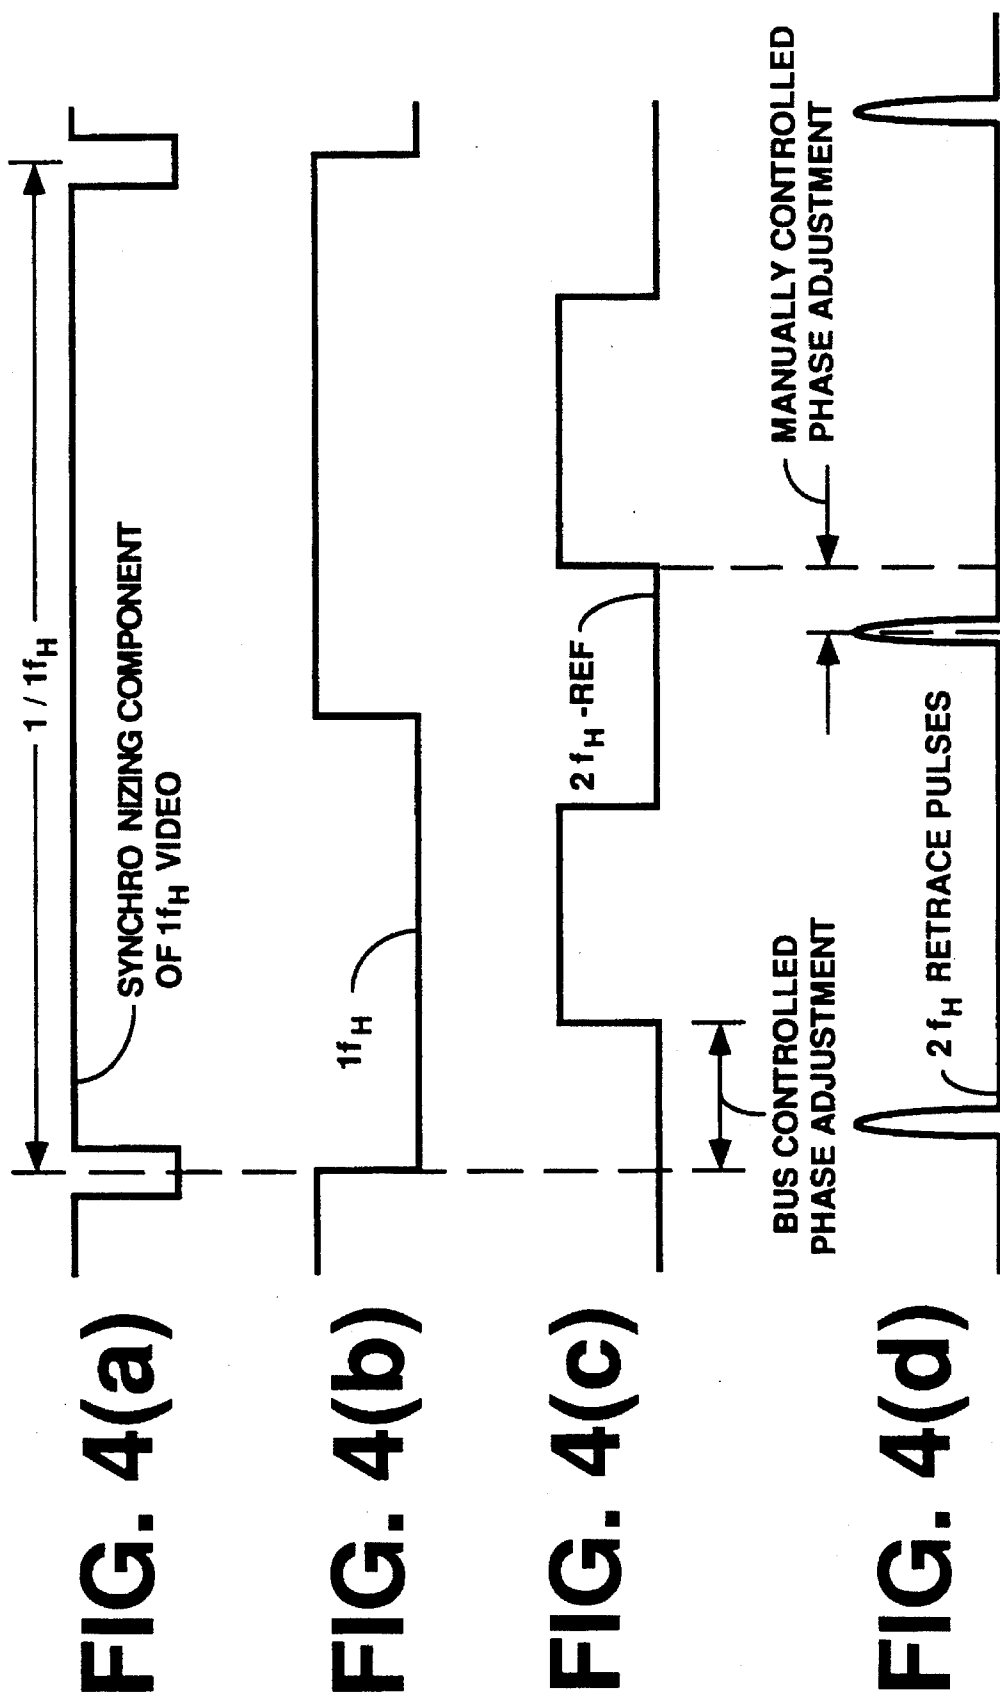 FIG. 4(a)
1 / 1fH
SYNCHRO NIZING COMPONENT
OF 1fH VIDEO
FIG. 4(b)
1fH
FIG. 4(c)
2 fH -REF
BUS CONTROLLED
PHASE ADJUSTMENT
MANUALLY CONTROLLED
PHASE ADJUSTMENT
FIG. 4(d)
2 fH RETRACE PULSES